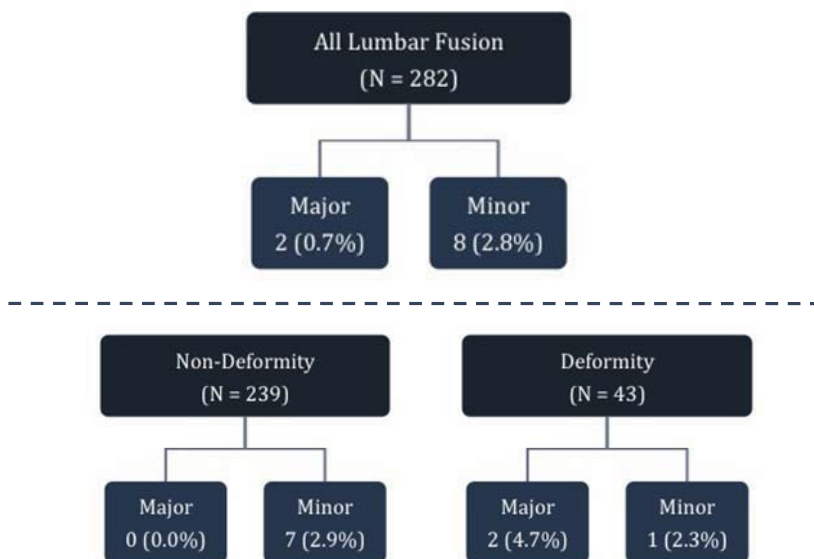 All Lumbar Fusion
(N = 282)
Major
2 (0.7%)
Minor
8 (2.8%)
Non-Deformity
(N = 239)
Deformity
(N = 43)
Major
0 (0.0%)
Minor
7 (2.9%)
Major
2 (4.7%)
Minor
1 (2.3%)